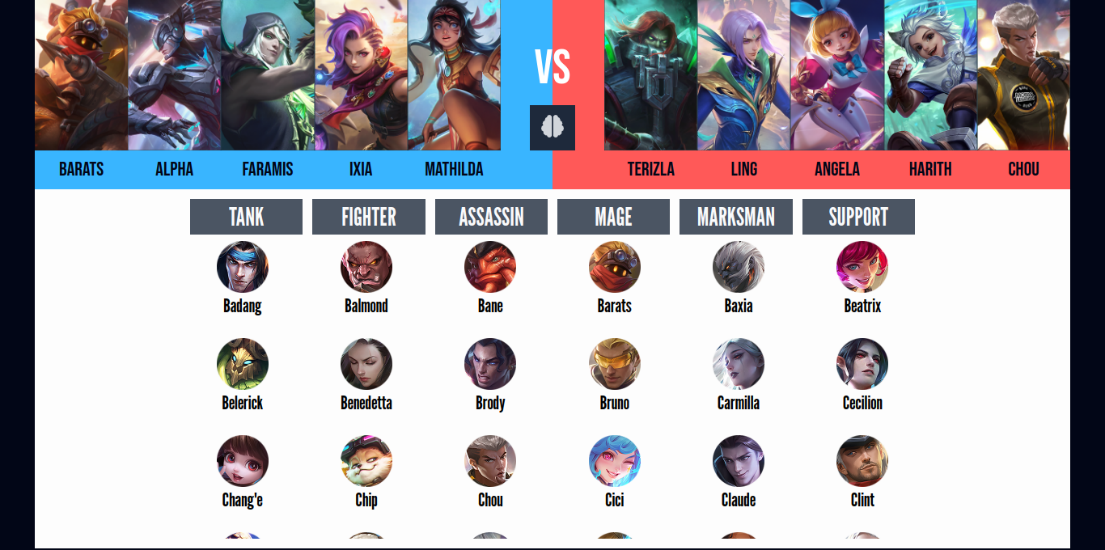 VS
BARATS ALPHA FARAMIS IXIA MATHILDA TERIZLA LING ANGELA HARITH CHOU
TANK FIGHTER ASSASSIN MAGE MARKSMAN SUPPORT
Badang Balmond Bane Barats Baxia Beatrix
Belerick Benedetta Brody Bruno Carmilla Cecilion
Chang'e Chip Chou Cici Claude Clint